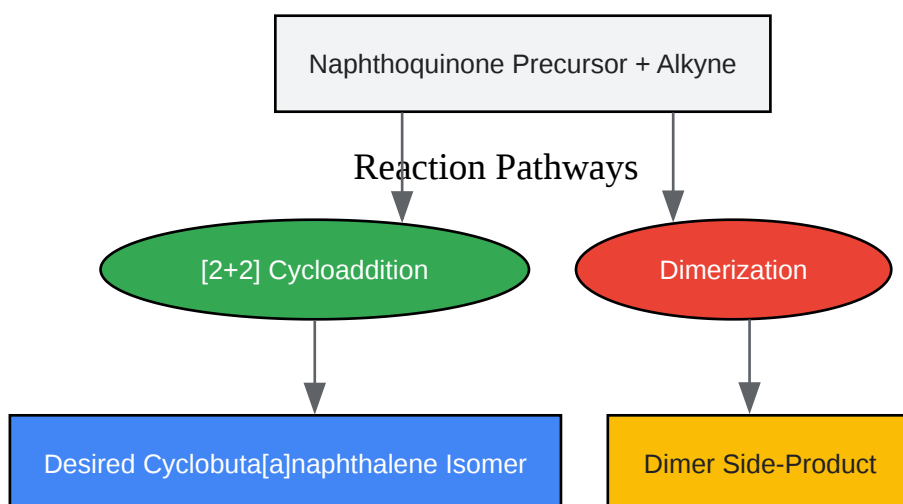 Naphthoquinone Precursor + Alkyne
Reaction Pathways
[2+2] Cycloaddition
Dimerization
Desired Cyclobuta[a]naphthalene Isomer
Dimer Side-Product